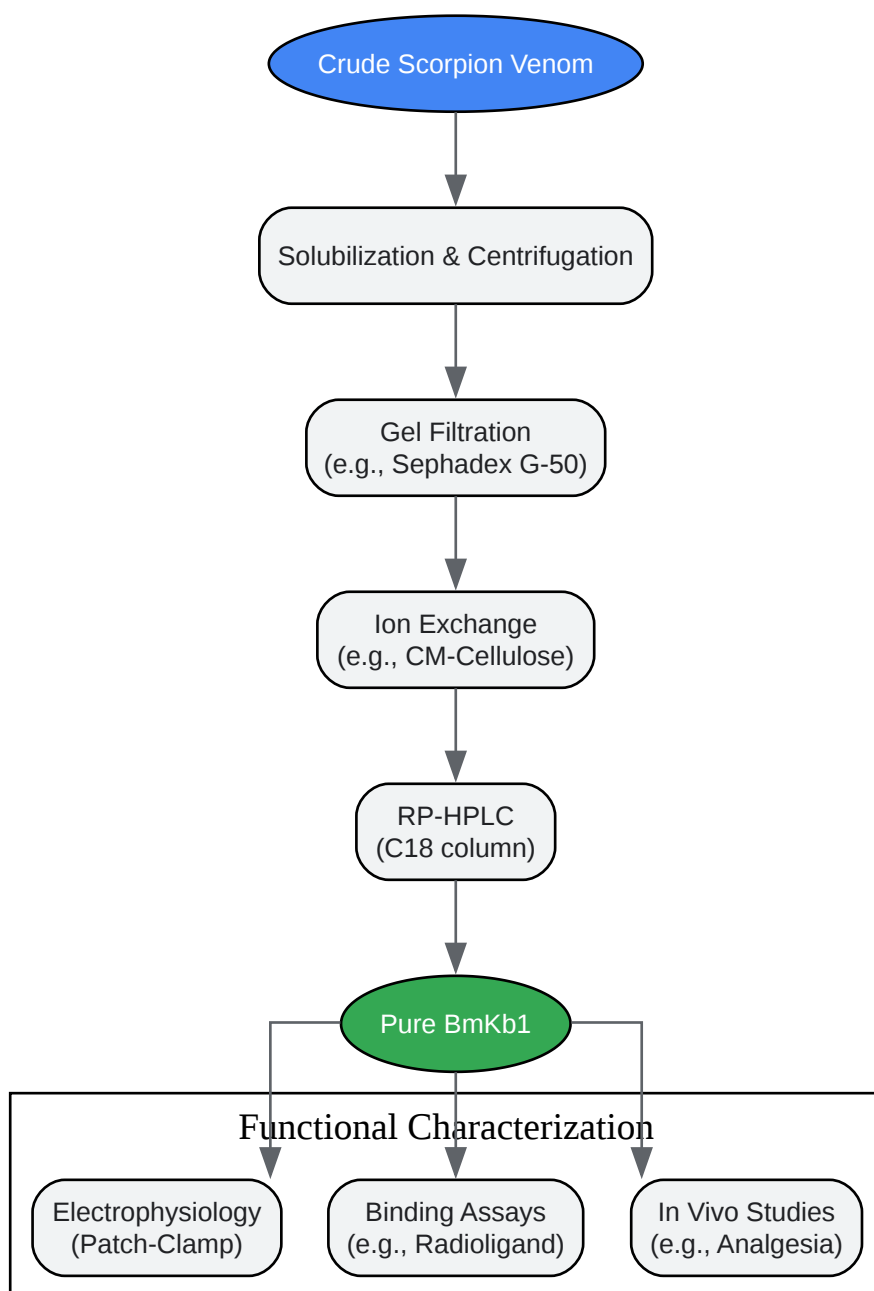 Crude Scorpion Venom
Solubilization & Centrifugation
Gel Filtration
(e.g., Sephadex G-50)
Ion Exchange
(e.g., CM-Cellulose)
RP-HPLC
(C18 column)
Pure BmKb1
Functional Characterization
Electrophysiology
(Patch-Clamp)
Binding Assays
(e.g., Radioligand)
In Vivo Studies
(e.g., Analgesia)